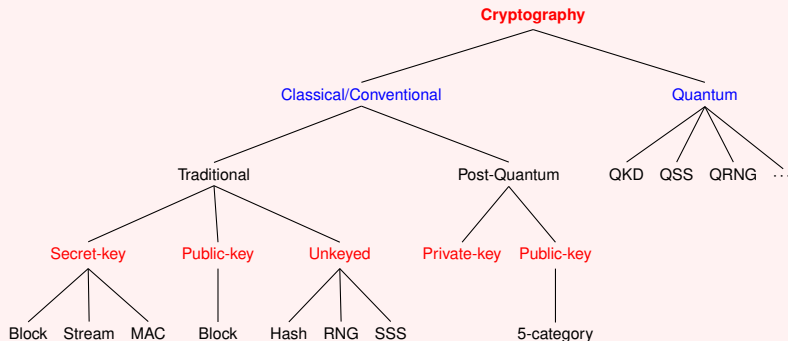 Cryptography
Classical/Conventional Quantum
Traditional Post-Quantum QKD QSS QRNG ...
Secret-key Public-key Unkeyed Private-key Public-key
Block Stream MAC Block Hash RNG SSS 5-category